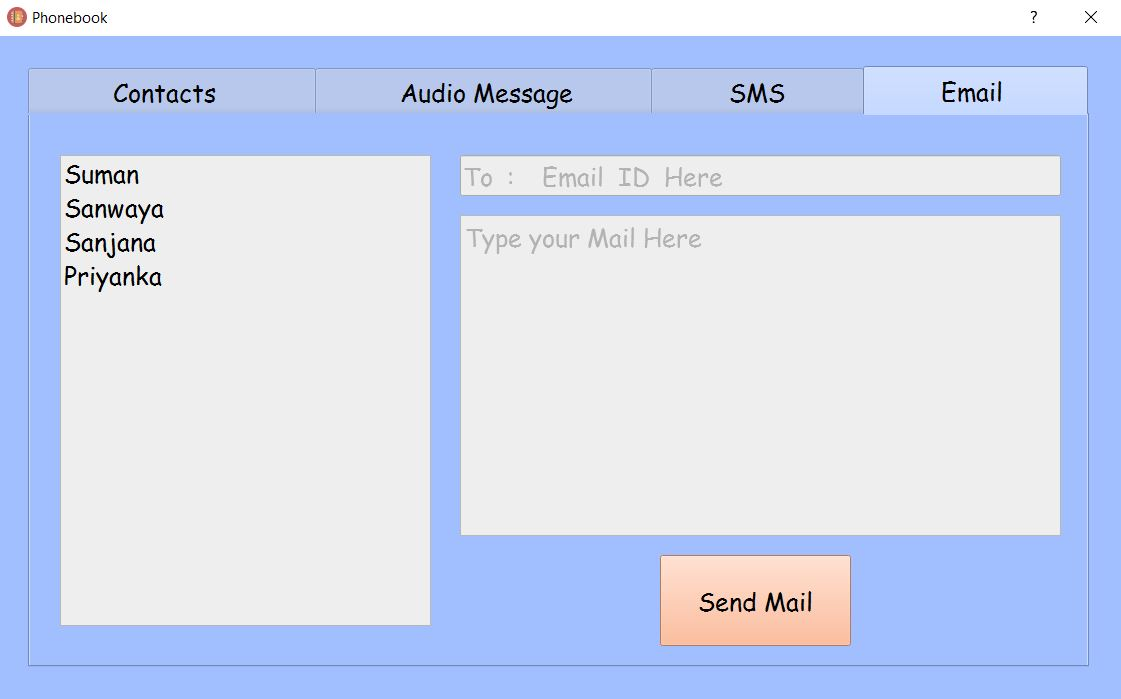 Phonebook
Contacts Audio Message SMS Email
Suman
Sanwaya
Sanjana
Priyanka
To : Email ID Here
Type your Mail Here
Send Mail